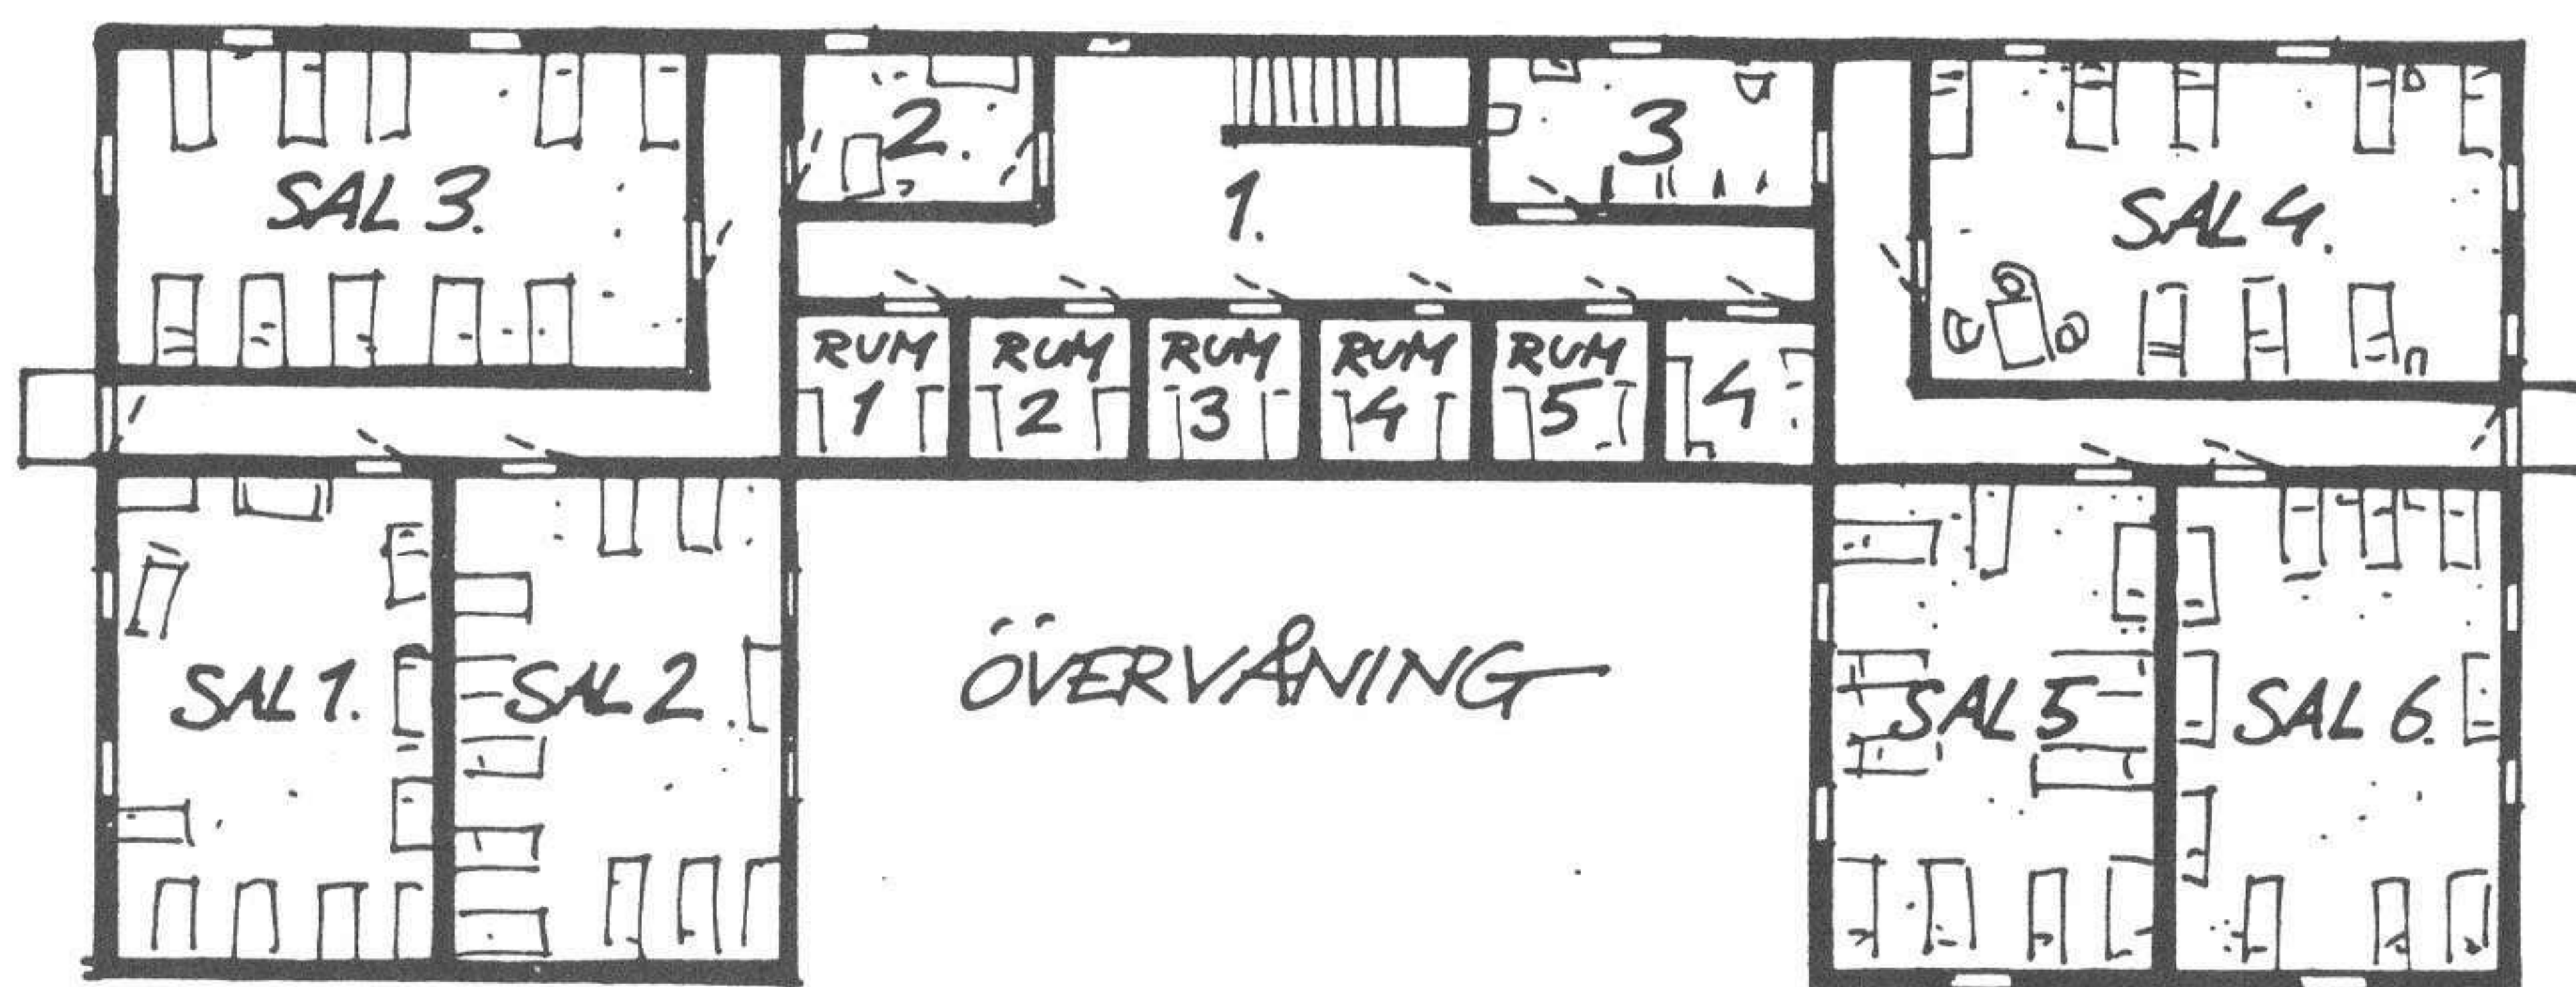 SAL 3.
2.
1.
3
SAL 4.
RUM 1
RUM 2
RUM 3
RUM 4
RUM 5
4
SAL 1.
SAL 2.
ÖVERVÅNING
SAL 5
SAL 6.